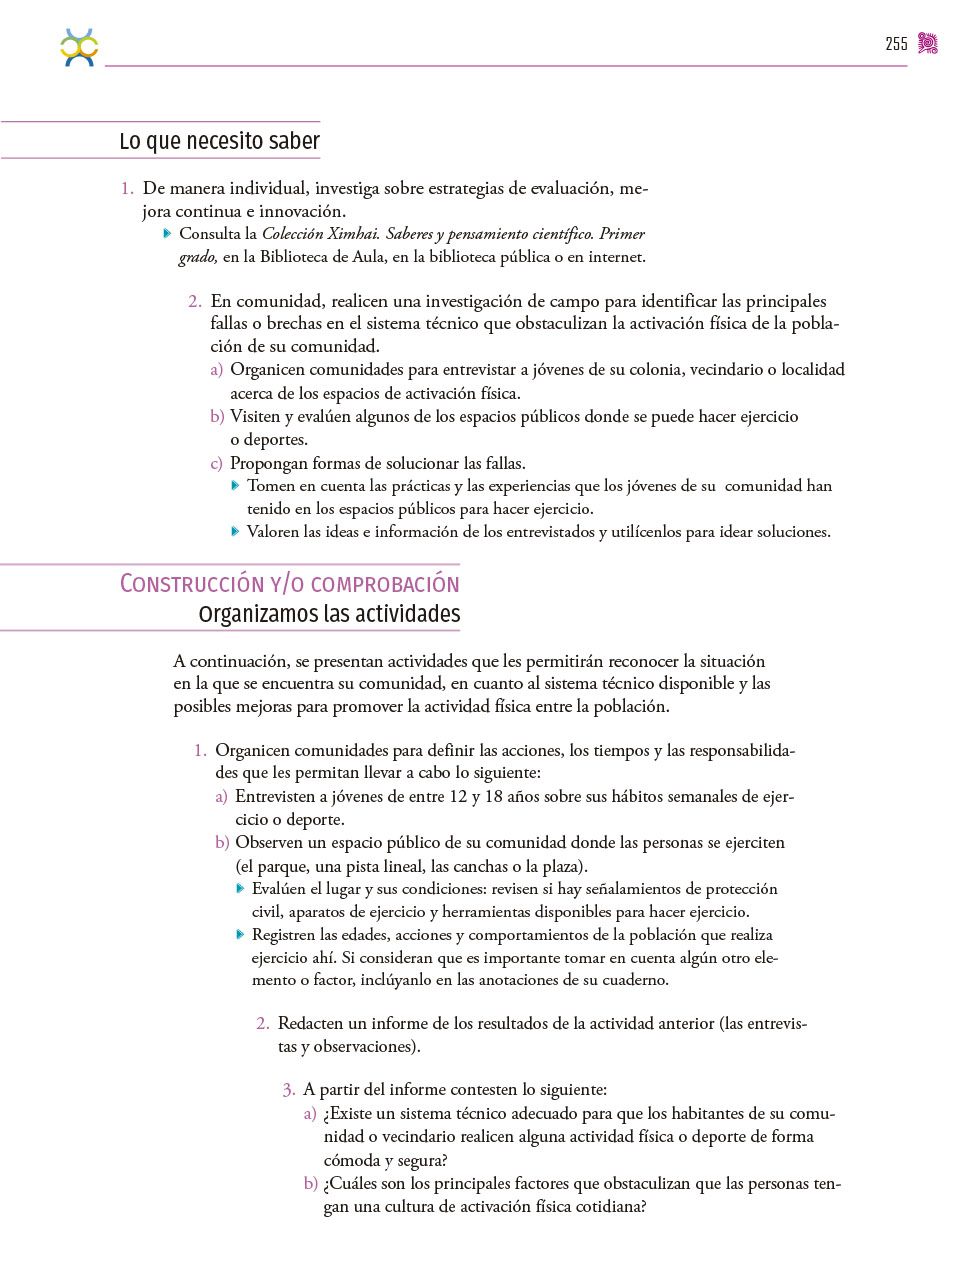 255
Lo que necesito saber
1. De manera individual, investiga sobre estrategias de evaluación, me-
jora continua e innovación.
Consulta la Colección Ximhai. Saberes y pensamiento científico. Primer
grado, en la Biblioteca de Aula, en la biblioteca pública o en internet.
2. En comunidad, realicen una investigación de campo para identificar las principales
fallas o brechas en el sistema técnico que obstaculizan la activación física de la pobla-
ción de su comunidad.
a) Organicen comunidades para entrevistar a jóvenes de su colonia, vecindario o localidad
acerca de los espacios de activación física.
b) Visiten y evalúen algunos de los espacios públicos donde se puede hacer ejercicio
o deportes.
c) Propongan formas de solucionar las fallas.
Tomen en cuenta las prácticas y las experiencias que los jóvenes de su comunidad han
tenido en los espacios públicos para hacer ejercicio.
Valoren las ideas e información de los entrevistados y utilícenlos para idear soluciones.
CONSTRUCCIÓN Y/O COMPROBACIÓN
Organizamos las actividades
A continuación, se presentan actividades que les permitirán reconocer la situación
en la que se encuentra su comunidad, en cuanto al sistema técnico disponible y las
posibles mejoras para promover la actividad física entre la población.
1. Organicen comunidades para definir las acciones, los tiempos y las responsabilida-
des que les permitan llevar a cabo lo siguiente:
a) Entrevisten a jóvenes de entre 12 y 18 años sobre sus hábitos semanales de ejer-
cicio o deporte.
b) Observen un espacio público de su comunidad donde las personas se ejerciten
(el parque, una pista lineal, las canchas o la plaza).
Evalúen el lugar y sus condiciones: revisen si hay señalamientos de protección
civil, aparatos de ejercicio y herramientas disponibles para hacer ejercicio.
Registren las edades, acciones y comportamientos de la población que realiza
ejercicio ahí. Si consideran que es importante tomar en cuenta algún otro ele-
mento o factor, inclúyanlo en las anotaciones de su cuaderno.
2. Redacten un informe de los resultados de la actividad anterior (las entrevis-
tas y observaciones).
3. A partir del informe contesten lo siguiente:
a) ¿Existe un sistema técnico adecuado para que los habitantes de su comu-
nidad o vecindario realicen alguna actividad física o deporte de forma
cómoda y segura?
b) ¿Cuáles son los principales factores que obstaculizan que las personas ten-
gan una cultura de activación física cotidiana?